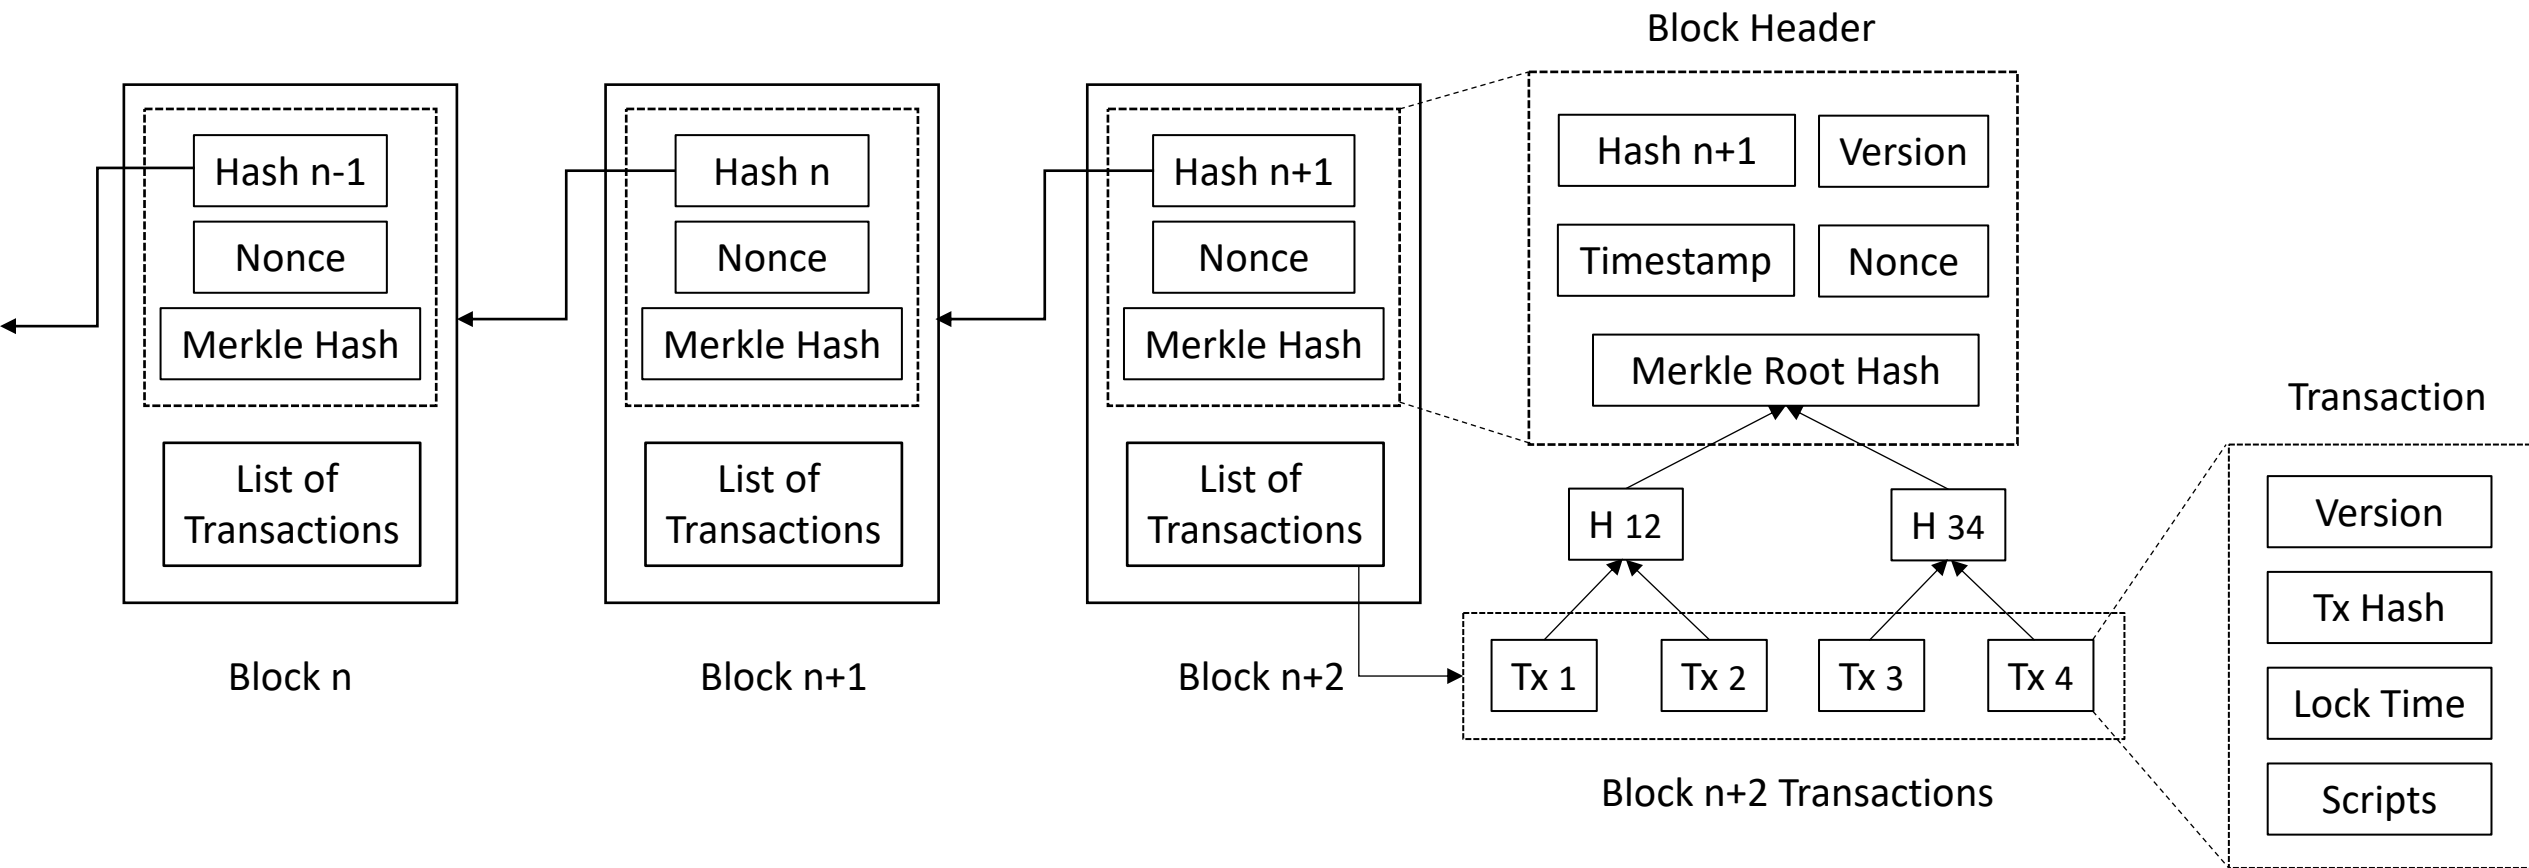 Block Header
Hash n-1
Nonce
Merkle Hash
List of
Transactions
Block n
Hash n
Nonce
Merkle Hash
List of
Transactions
Block n+1
Hash n+1
Nonce
Merkle Hash
List of
Transactions
Block n+2
Hash n+1
Version
Timestamp
Nonce
Merkle Root Hash
H 12
H 34
Tx 1
Tx 2
Tx 3
Tx 4
Block n+2 Transactions
Transaction
Version
Tx Hash
Lock Time
Scripts